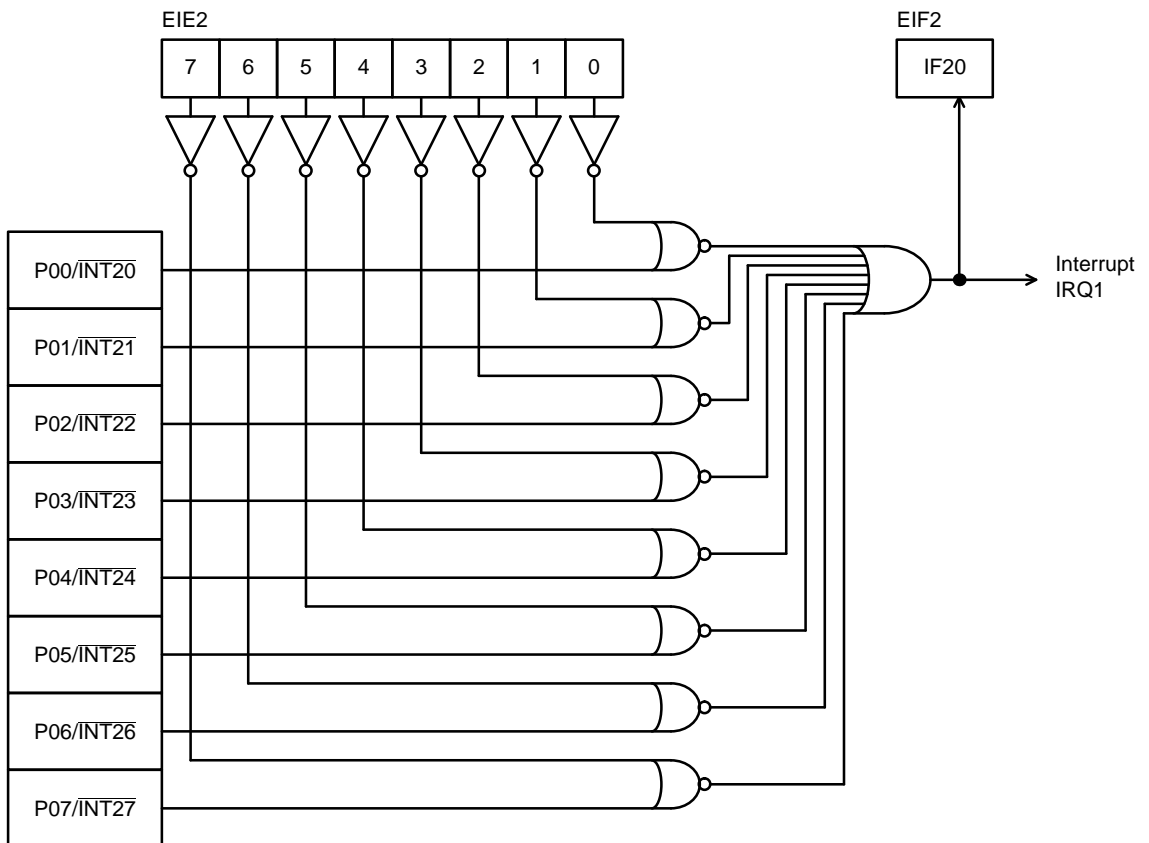 EIE2
EIF2
7 6 5 4 3 2 1 0
IF20
P00/INT20
Interrupt
IRQ1
P01/INT21
P02/INT22
P03/INT23
P04/INT24
P05/INT25
P06/INT26
P07/INT27